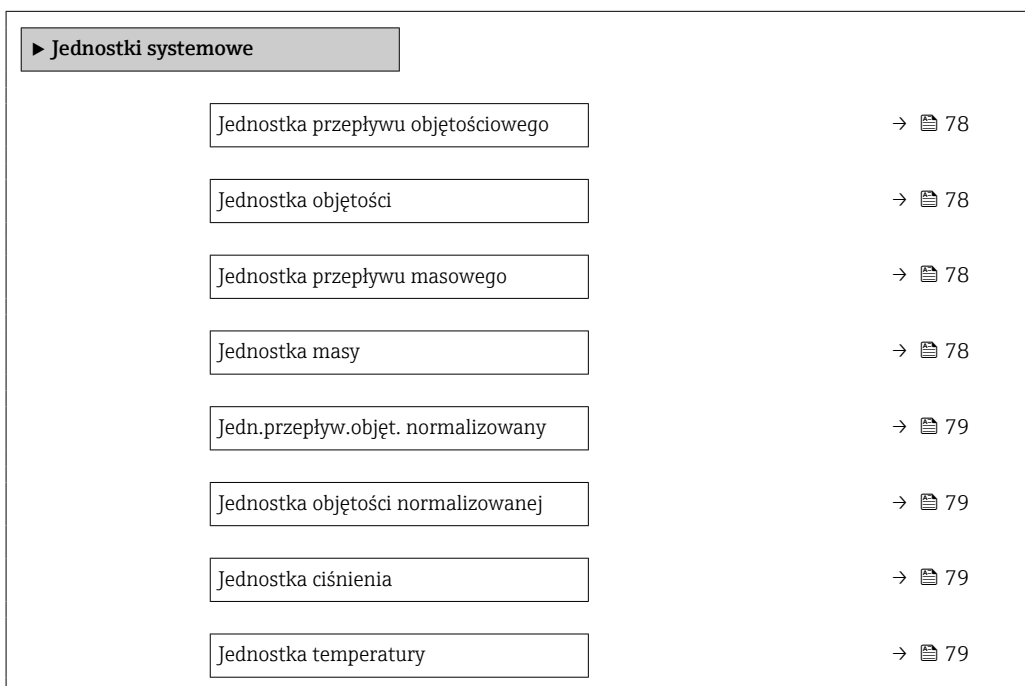 ▶ Jednostki systemowe
Jednostka przepływu objętościowego → 78
Jednostka objętości → 78
Jednostka przepływu masowego → 78
Jednostka masy → 78
Jedn.przepływ.objęt. normalizowany → 79
Jednostka objętości normalizowanej → 79
Jednostka ciśnienia → 79
Jednostka temperatury → 79